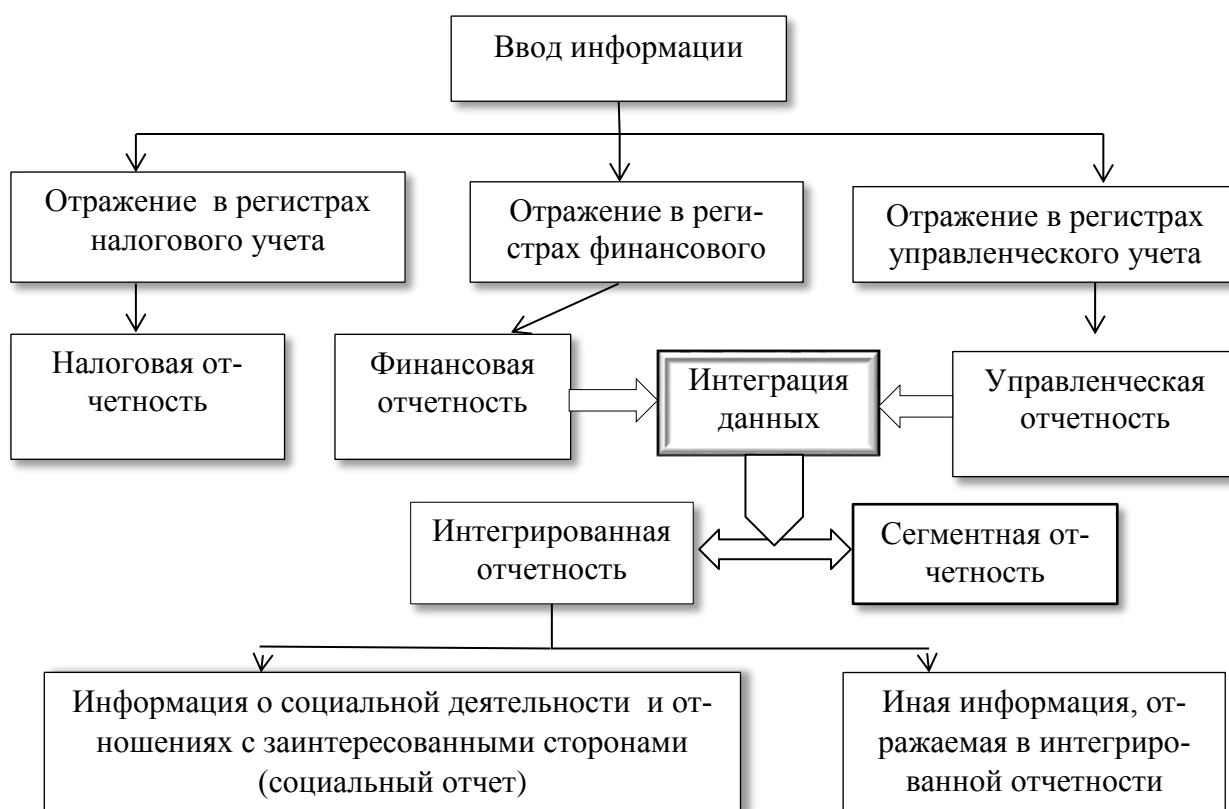 Ввод информации
Отражение в регистрах
налогового учета
Отражение в реги-
страх финансового
Отражение в регистрах
управленческого учета
Налоговая от-
четность
Финансовая
отчетность
Интеграция
данных
Управленческая
отчетность
Интегрированная
отчетность
Сегментная от-
четность
Информация о социальной деятельности и от-
ношениях с заинтересованными сторонами
(социальный отчет)
Иная информация, от-
ражаемая в интегриро-
ванной отчетности